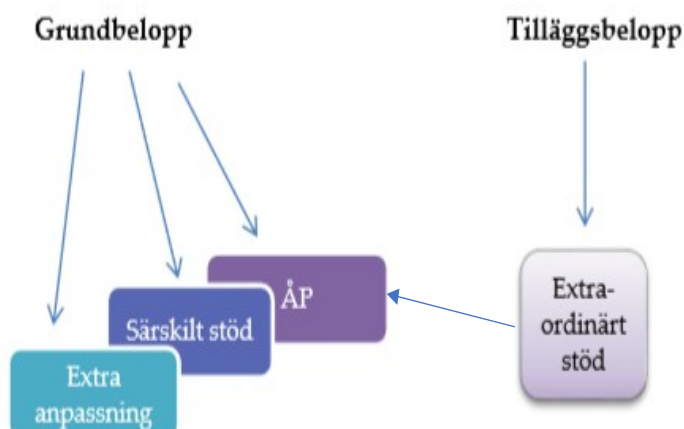 Grundbelopp
Tilläggsbelopp
ÅP
Särskilt stöd
Extra
anpassning
Extra-
ordinärt
stöd